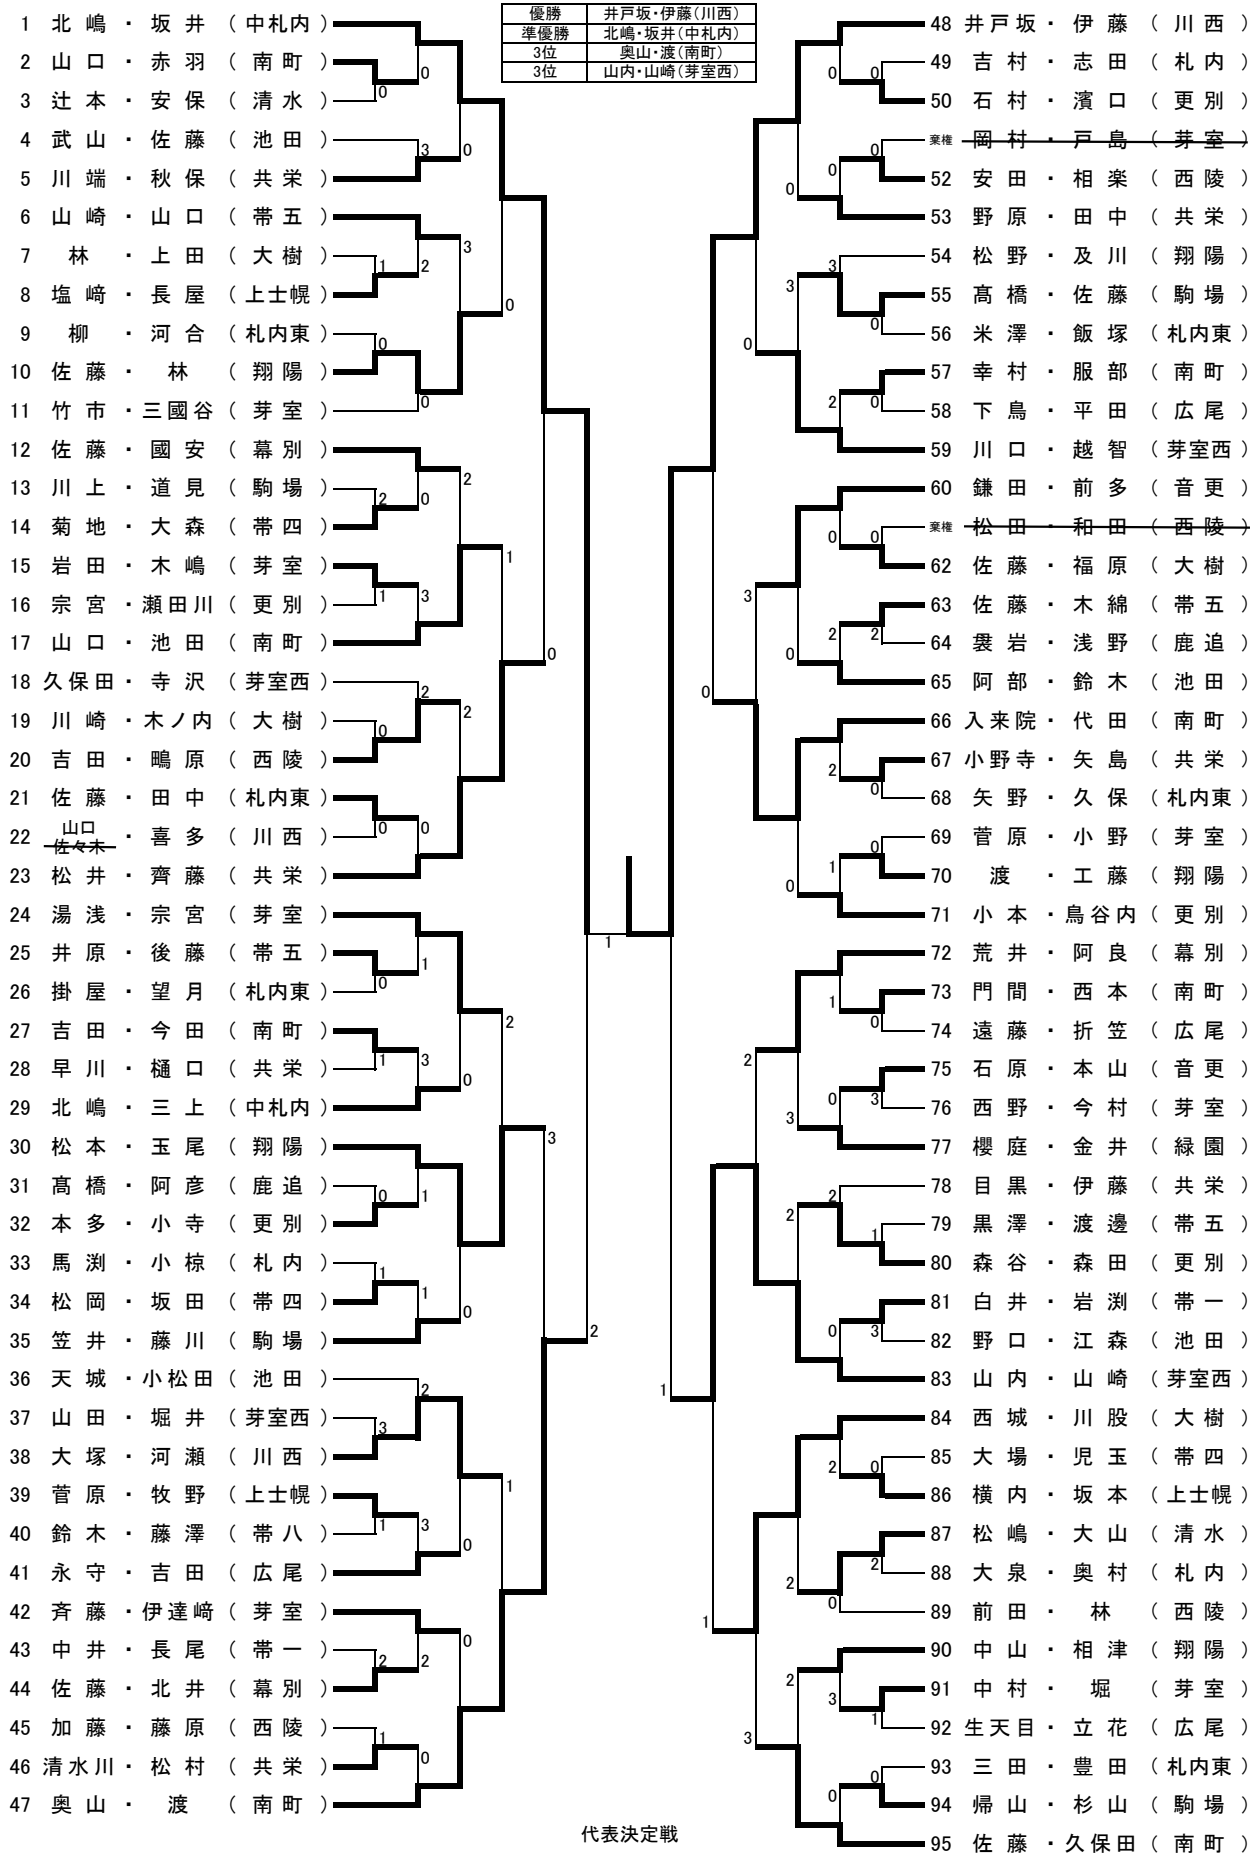 優勝 井戸坂・伊藤(川西)
準優勝 北嶋・坂井(中札内)
3位 奥山・渡(南町)
3位 山内・山崎(芽室西)
1 北嶋・坂井(中札内)
2 山口・赤羽(南町)
3 辻本・安保(清水)
4 武山・佐藤(池田)
5 川端・秋保(共栄)
6 山崎・山口(帯五)
7 林・上田(大樹)
8 塩﨑・長屋(上士幌)
9 柳・河合(札内東)
10 佐藤・林(翔陽)
11 竹市・三國谷(芽室)
12 佐藤・國安(幕別)
13 川上・道見(駒場)
14 菊地・大森(帯四)
15 岩田・木嶋(芽室)
16 宗宮・瀬田川(更別)
17 山口・池田(南町)
18 久保田・寺沢(芽室西)
19 川崎・木ノ内(大樹)
20 吉田・鴫原(西陵)
21 佐藤・田中(札内東)
山口
22 佐々木・喜多(川西)
23 松井・齊藤(共栄)
24 湯浅・宗宮(芽室)
25 井原・後藤(帯五)
26 掛屋・望月(札内東)
27 吉田・今田(南町)
28 早川・樋口(共栄)
29 北嶋・三上(中札内)
30 松本・玉尾(翔陽)
31 髙橋・阿彦(鹿追)
32 本多・小寺(更別)
33 馬渕・小椋(札内)
34 松岡・坂田(帯四)
35 笠井・藤川(駒場)
36 天城・小松田(池田)
37 山田・堀井(芽室西)
38 大塚・河瀬(川西)
39 菅原・牧野(上士幌)
40 鈴木・藤澤(帯八)
41 永守・吉田(広尾)
42 斉藤・伊達﨑(芽室)
43 中井・長尾(帯一)
44 佐藤・北井(幕別)
45 加藤・藤原(西陵)
46 清水川・松村(共栄)
47 奥山・渡(南町)
48 井戸坂・伊藤(川西)
49 吉村・志田(札内)
50 石村・濱口(更別)
棄権 岡村・戸島(芽室)
52 安田・相楽(西陵)
53 野原・田中(共栄)
54 松野・及川(翔陽)
55 髙橋・佐藤(駒場)
56 米澤・飯塚(札内東)
57 幸村・服部(南町)
58 下鳥・平田(広尾)
59 川口・越智(芽室西)
60 鎌田・前多(音更)
棄権 松田・和田(西陵)
62 佐藤・福原(大樹)
63 佐藤・木綿(帯五)
64 袰岩・浅野(鹿追)
65 阿部・鈴木(池田)
66 入来院・代田(南町)
67 小野寺・矢島(共栄)
68 矢野・久保(札内東)
69 菅原・小野(芽室)
70 渡・工藤(翔陽)
71 小本・鳥谷内(更別)
72 荒井・阿良(幕別)
73 門間・西本(南町)
74 遠藤・折笠(広尾)
75 石原・本山(音更)
76 西野・今村(芽室)
77 櫻庭・金井(緑園)
78 目黒・伊藤(共栄)
79 黒澤・渡邊(帯五)
80 森谷・森田(更別)
81 白井・岩渕(帯一)
82 野口・江森(池田)
83 山内・山崎(芽室西)
84 西城・川股(大樹)
85 大場・児玉(帯四)
86 横内・坂本(上士幌)
87 松嶋・大山(清水)
88 大泉・奥村(札内)
89 前田・林(西陵)
90 中山・相津(翔陽)
91 中村・堀(芽室)
92 生天目・立花(広尾)
93 三田・豊田(札内東)
94 帰山・杉山(駒場)
95 佐藤・久保田(南町)
代表決定戦